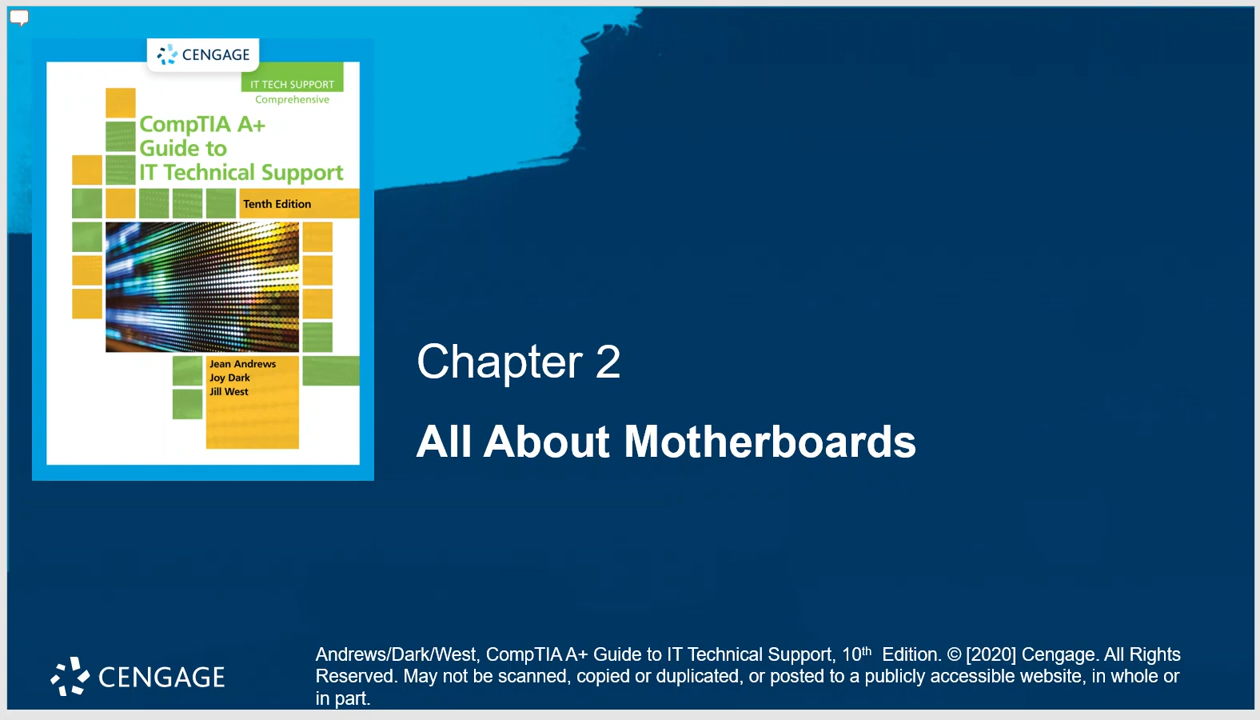 CENGAGE
IT TECH SUPPORT
Comprehensive
CompTIA A+
Guide to
IT Technical Support
Tenth Edition
Jean Andrews
Joy Dark
Jill West
Chapter 2
All About Motherboards
CENGAGE
Andrews/Dark/West, CompTIA A+ Guide to IT Technical Support, 10th Edition. © [2020] Cengage. All Rights
Reserved. May not be scanned, copied or duplicated, or posted to a publicly accessible website, in whole or
in part.